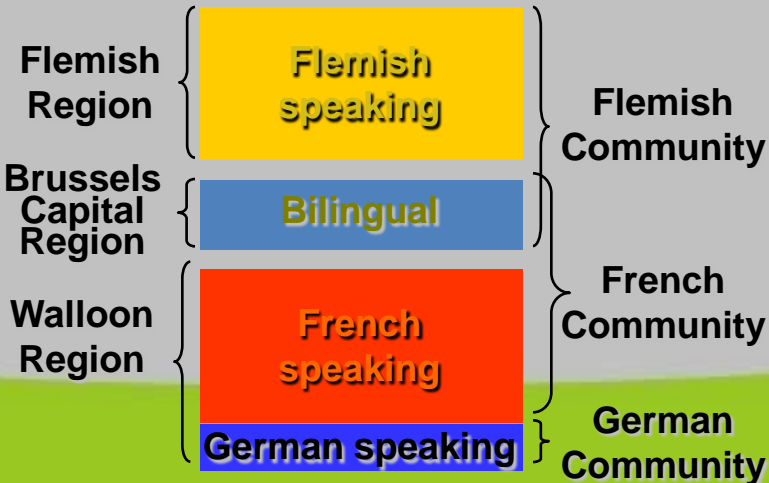 Flemish
Region
Flemish
speaking
Flemish
Community
Brussels
Capital
Region
Bilingual
Walloon
Region
French
speaking
French
Community
German speaking
German
Community